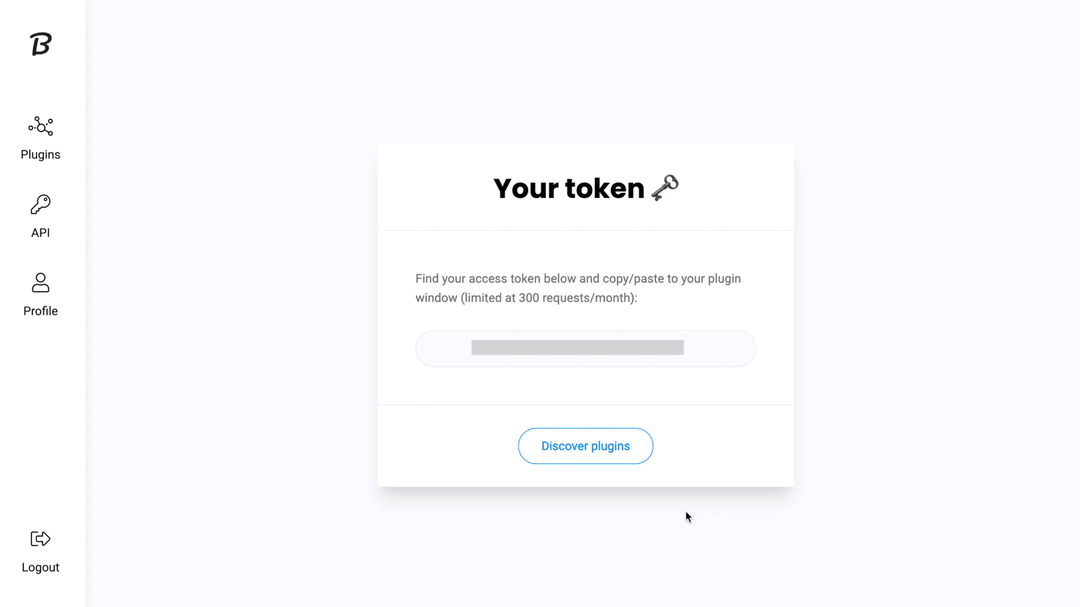 B
Plugins
API
Profile
Logout
Your token
Find your access token below and copy/paste to your plugin
window (limited at 300 requests/month):
Discover plugins